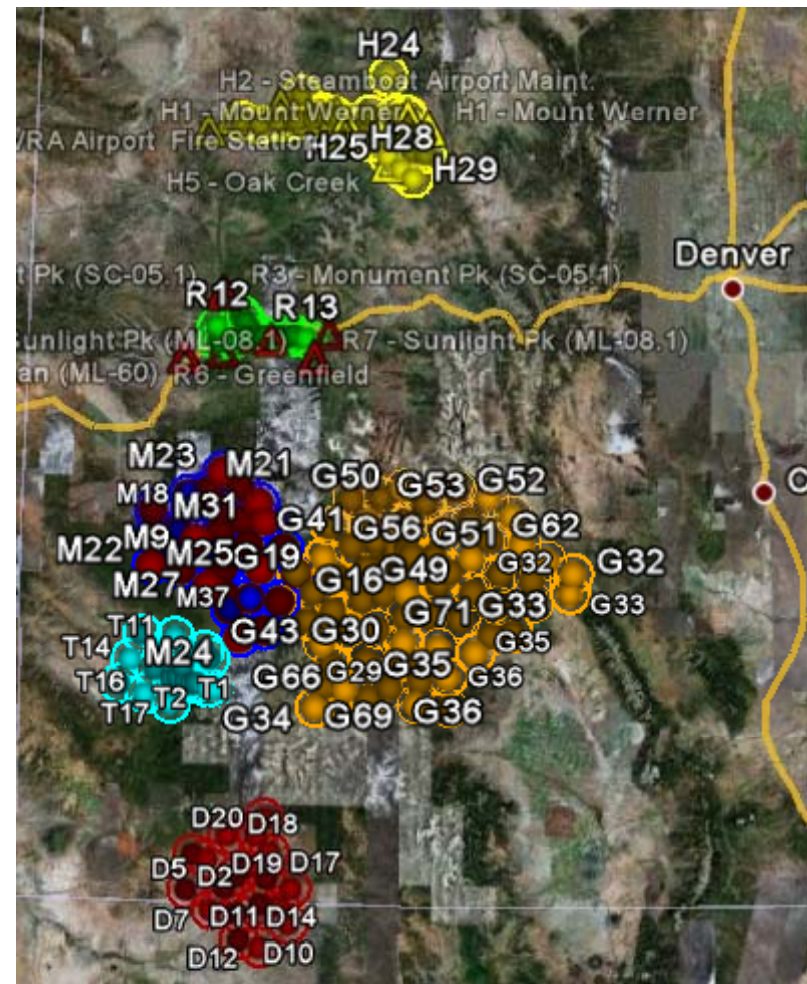 H24
H2 - Steamboat Airport Maint.
H1 - Mount Werner
H1 - Mount Werner
/RA Airport Fire Station
H25
H28
H29
H5 - Oak Creek
Denver
t Pk (SC-05.1)
R3 - Monument Pk (SC-05.1)
R12
R13
unlight Pk (ML-08.1)
R7 - Sunlight Pk (ML-08.1)
an (ML-60)
R6 - Greenfield
C
M23
M21
G50
G53
G52
M18
M31
G41
G56
G51
G62
M9
M22
M25
G19
G32
G32
M27
G16
G49
M37
G71
G33
G33
T11
G43
G30
G35
T14
M24
G66
G29
G35
G36
T16
T2
T1
T17
G34
G69
G36
D20
D18
D5
D2
D19
D17
D7
D11
D14
D12
D10